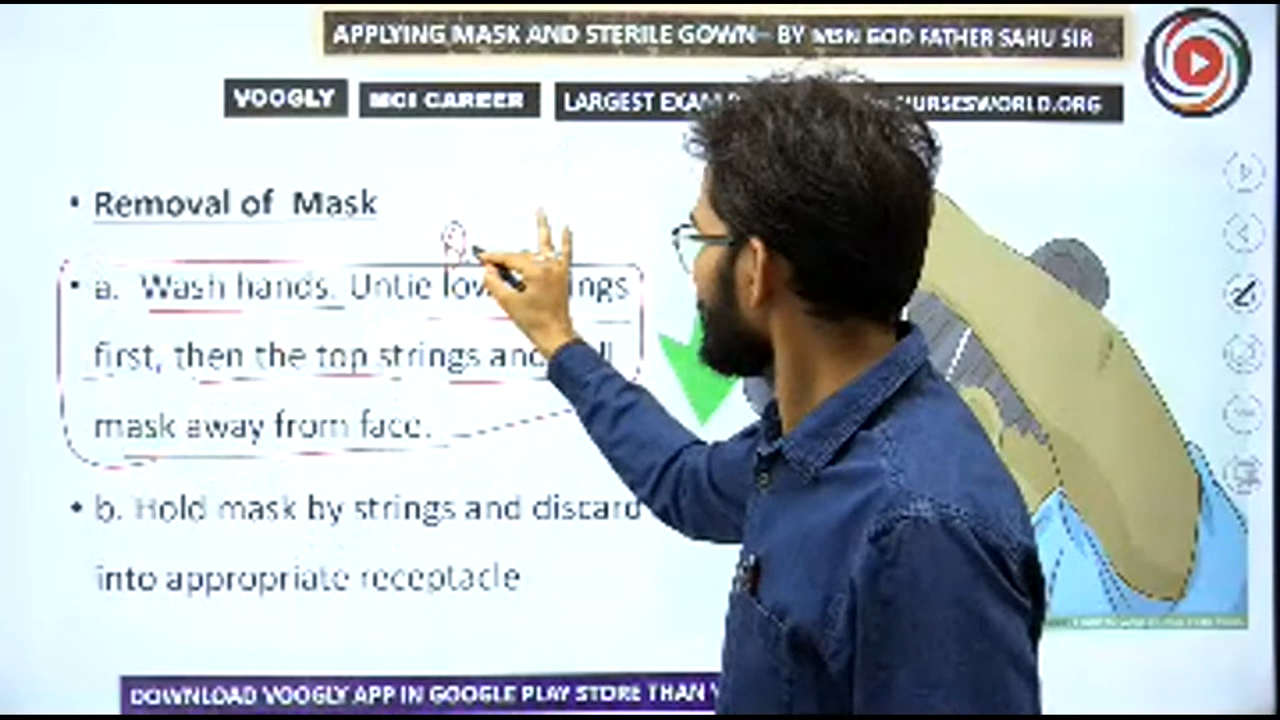 APPLYING MASK AND STERILE GOWN- BY MSN GOD FATHER SAHU SIR
VOOGLY
MCI CAREER
LARGEST EXAM NURSESWORLD.ORG
• Removal of Mask
• a. Wash hands. Untie
first, then the top strings and
mask away from face.
• b. Hold mask by strings and discard
into appropriate receptacle
DOWNLOAD VOOGLY APP IN GOOGLE PLAY STORE THAN